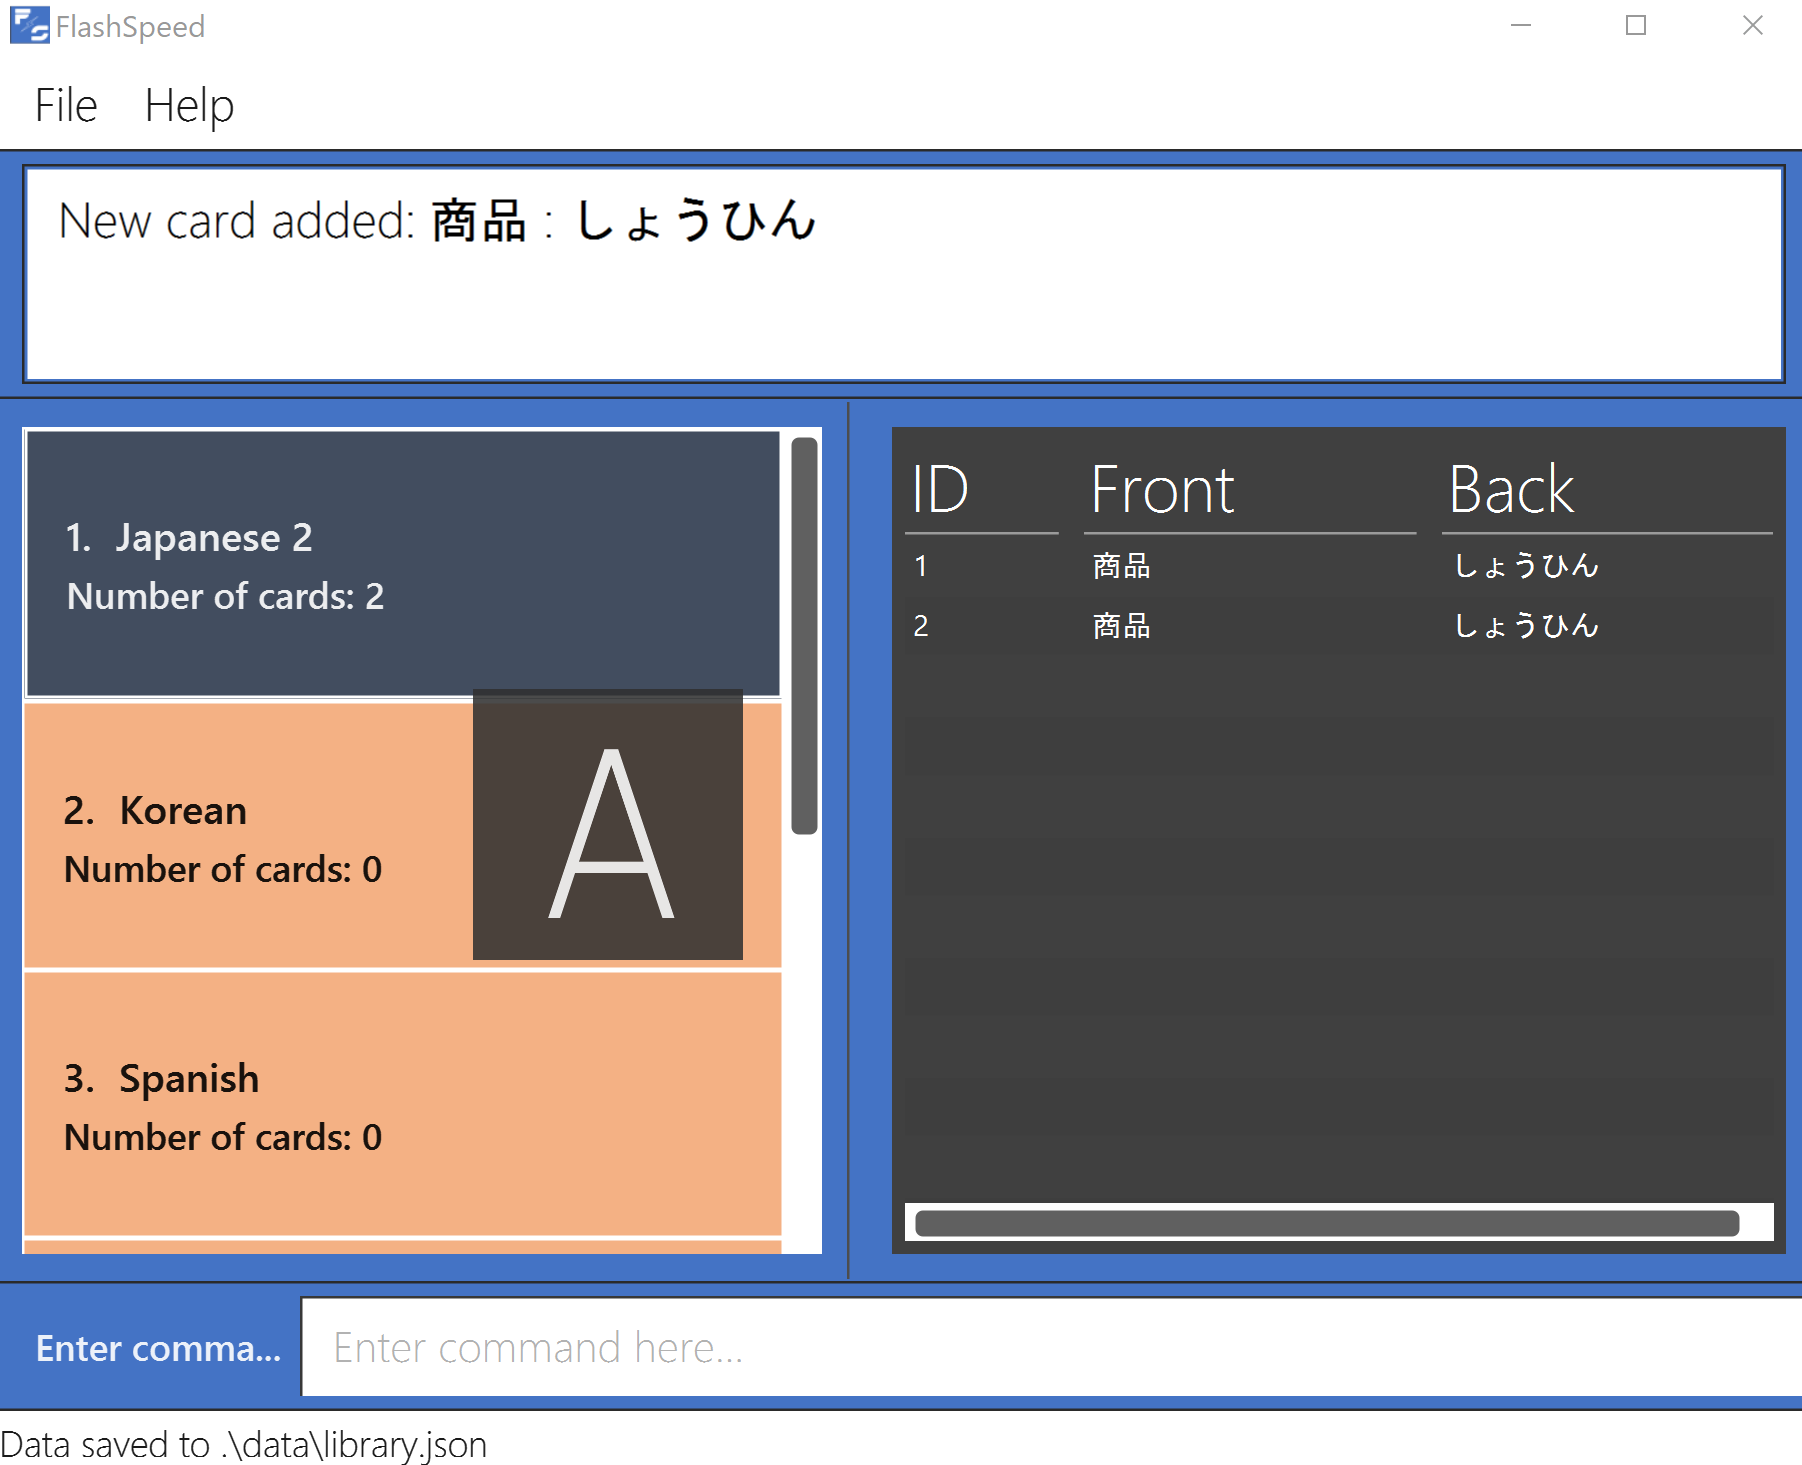 FlashSpeed
File Help
New card added: 商品 : しょうひん
1. Japanese 2
Number of cards: 2
2. Korean
Number of cards: 0
A
3. Spanish
Number of cards: 0
ID Front Back
1 商品 しょうひん
2 商品 しょうひん
Enter comma... Enter command here...
Data saved to .\data\library.json